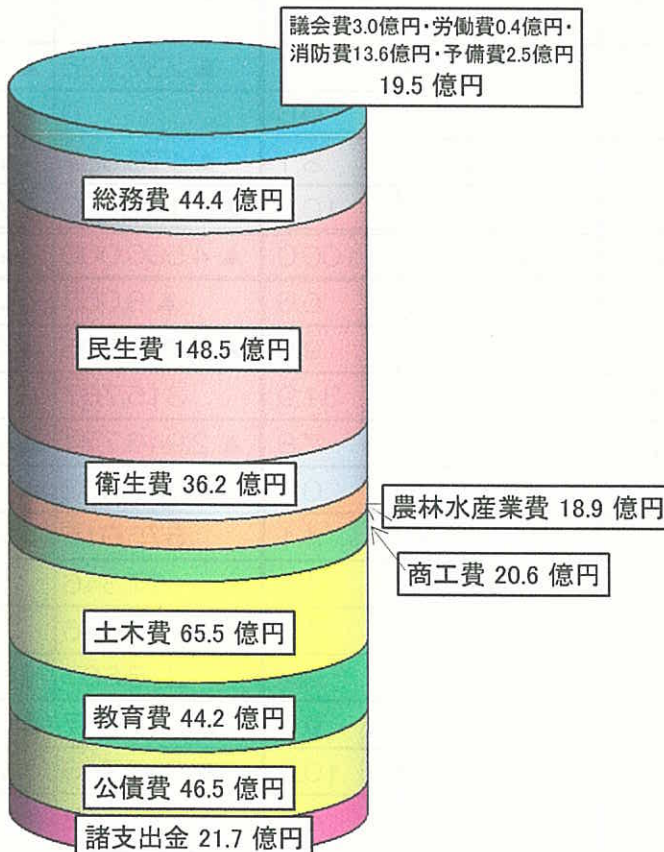 議会費3.0億円・労働費0.4億円・
消防費13.6億円・予備費2.5億円
19.5 億円
総務費 44.4 億円
民生費 148.5 億円
衛生費 36.2 億円
農林水産業費 18.9 億円
商工費 20.6 億円
土木費 65.5 億円
教育費 44.2 億円
公債費 46.5 億円
諸支出金 21.7 億円